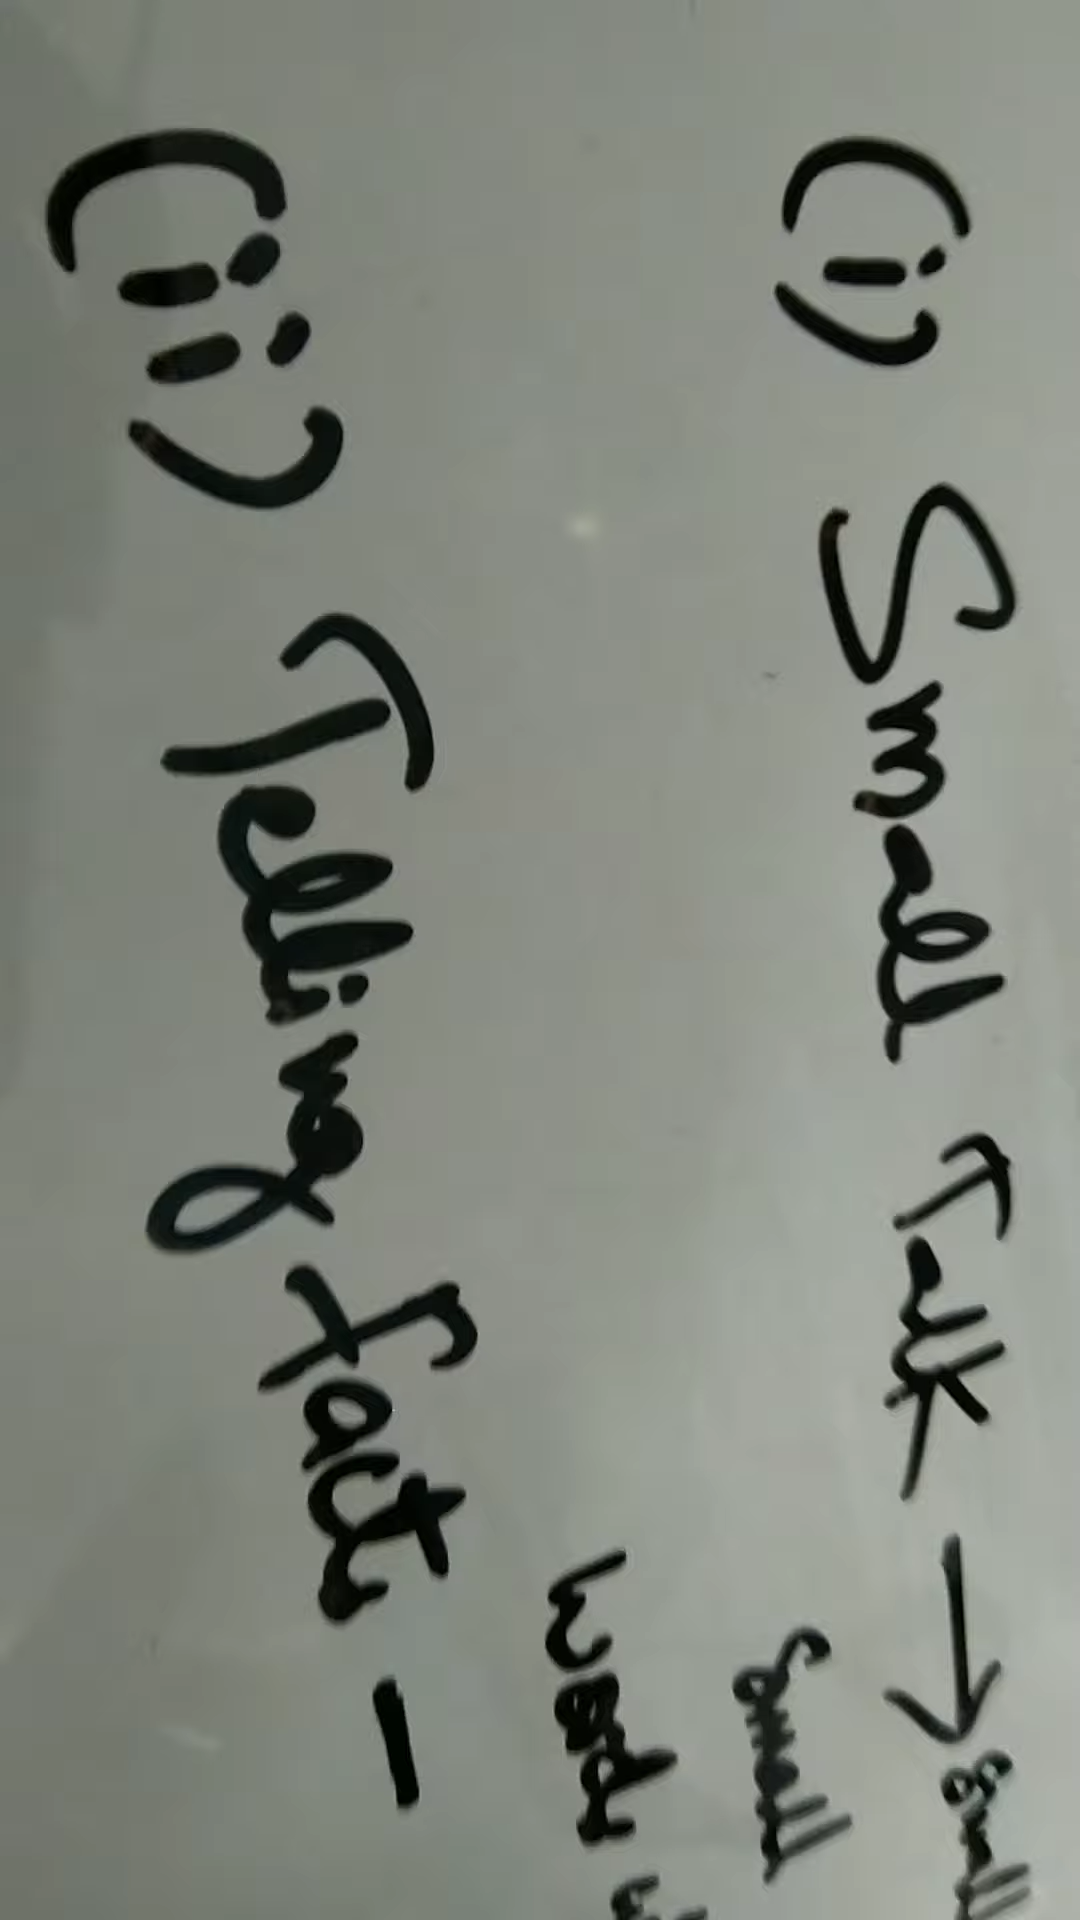 (i) Small Talk → Small
Small
Words
(ii) Telling facts –